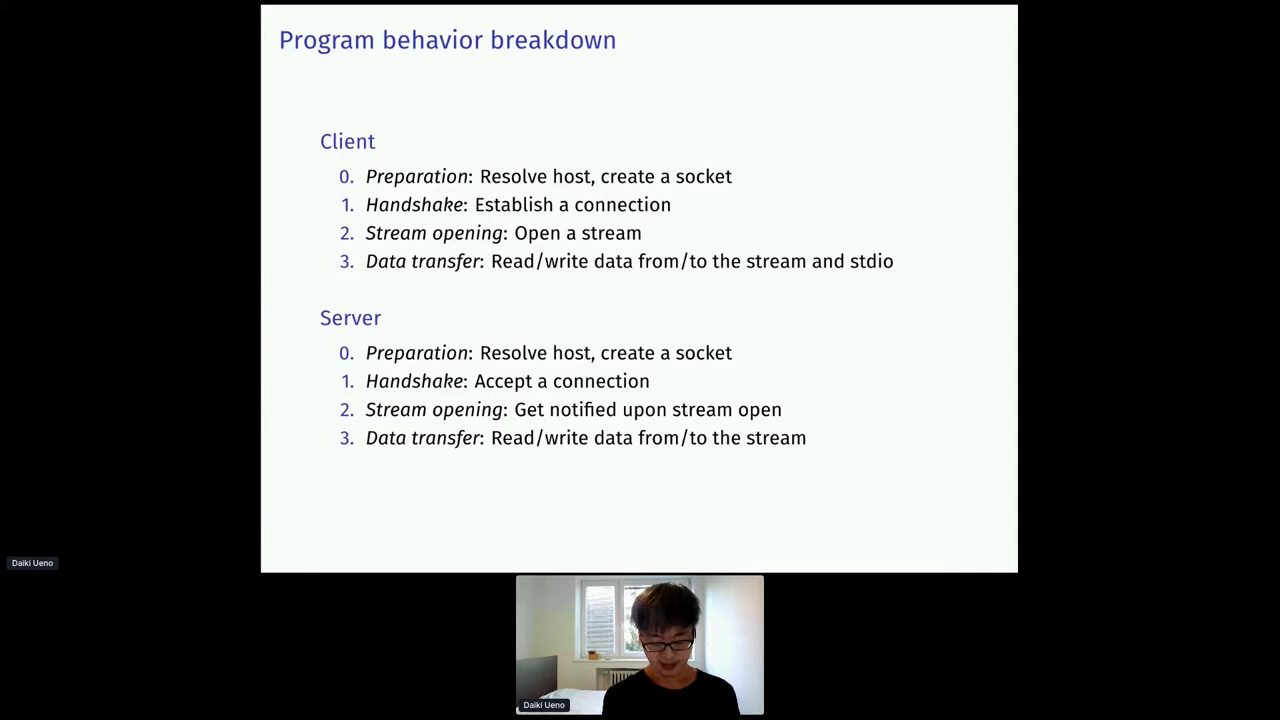 Program behavior breakdown
Client
0. Preparation: Resolve host, create a socket
1. Handshake: Establish a connection
2. Stream opening: Open a stream
3. Data transfer: Read/write data from/to the stream and stdio
Server
0. Preparation: Resolve host, create a socket
1. Handshake: Accept a connection
2. Stream opening: Get notified upon stream open
3. Data transfer: Read/write data from/to the stream
Daiki Ueno
Daiki Ueno